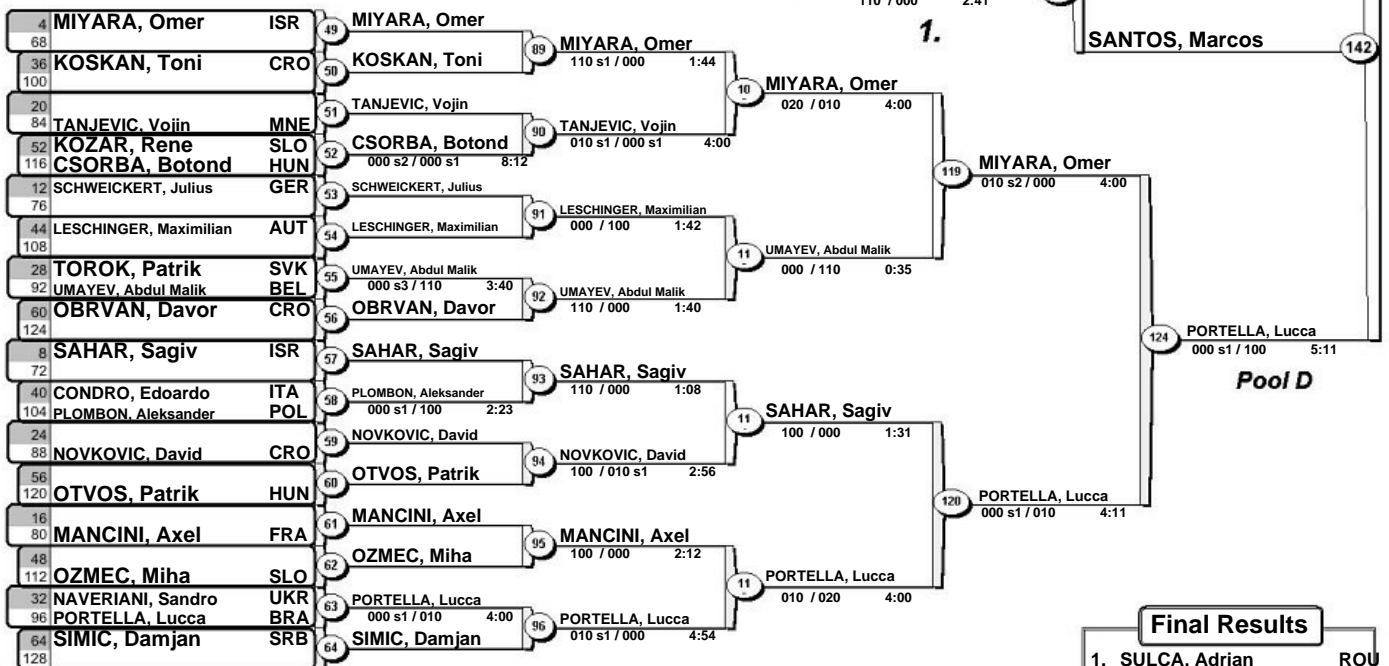 110 / 000 2:41
1.
SANTOS, Marcos
142
4 MIYARA, Omer ISR
68
36 KOSKAN, Toni CRO
100
20
84 TANJEVIC, Vojin MNE
52 KOZAR, Rene SLO
116 CSORBA, Botond HUN
12 SCHWEICKERT, Julius GER
76
44 LESCHINGER, Maximilian AUT
108
28 TOROK, Patrik SVK
92 UMAYEV, Abdul Malik BEL
60 OBRVAN, Davor CRO
124
8 SAHAR, Sagiv ISR
72
40 CONDRO, Edoardo ITA
104 PLOMBON, Aleksander POL
24
88 NOVKOVIC, David CRO
56
120 OTVOS, Patrik HUN
16
80 MANCINI, Axel FRA
48
112 OZMEC, Miha SLO
32 NAVERIANI, Sandro UKR
96 PORTELLA, Lucca BRA
64 SIMIC, Damjan SRB
128
49 MIYARA, Omer
50 KOSKAN, Toni
51 TANJEVIC, Vojin
52 CSORBA, Botond
000 s2 / 000 s1 8:12
53 SCHWEICKERT, Julius
54 LESCHINGER, Maximilian
55 UMAYEV, Abdul Malik
000 s3 / 110 3:40
56 OBRVAN, Davor
57 SAHAR, Sagiv
58 PLOMBON, Aleksander
000 s1 / 100 2:23
59 NOVKOVIC, David
60 OTVOS, Patrik
61 MANCINI, Axel
62 OZMEC, Miha
63 PORTELLA, Lucca
000 s1 / 010 4:00
64 SIMIC, Damjan
89 MIYARA, Omer
110 s1 / 000 1:44
90 TANJEVIC, Vojin
010 s1 / 000 s1 4:00
91 LESCHINGER, Maximilian
000 / 100 1:42
92 UMAYEV, Abdul Malik
110 / 000 1:40
93 SAHAR, Sagiv
110 / 000 1:08
94 NOVKOVIC, David
100 / 010 s1 2:56
95 MANCINI, Axel
100 / 000 2:12
96 PORTELLA, Lucca
010 s1 / 000 4:54
10 MIYARA, Omer
020 / 010 4:00
11 UMAYEV, Abdul Malik
000 / 110 0:35
11 SAHAR, Sagiv
100 / 000 1:31
11 PORTELLA, Lucca
010 / 020 4:00
119 MIYARA, Omer
010 s2 / 000 4:00
120 PORTELLA, Lucca
000 s1 / 010 4:11
124 PORTELLA, Lucca
000 s1 / 100 5:11
Pool D
Final Results
1. SULCA, Adrian ROU